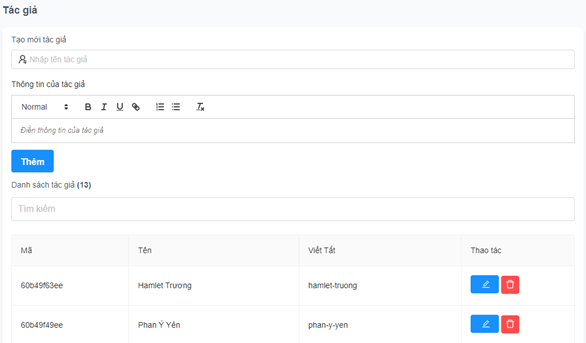 Tác giả
Tạo mới tác giả
Nhập tên tác giả
Thông tin của tác giả
Normal B I U
Điền thông tin của tác giả
Thêm
Danh sách tác giả (13)
Tìm kiếm
Mã Tên Viết Tắt Thao tác
60b49f53ee Hamlet Trương hamlet-truong
60b49f49ee Phan Ý Yên phan-y-yen